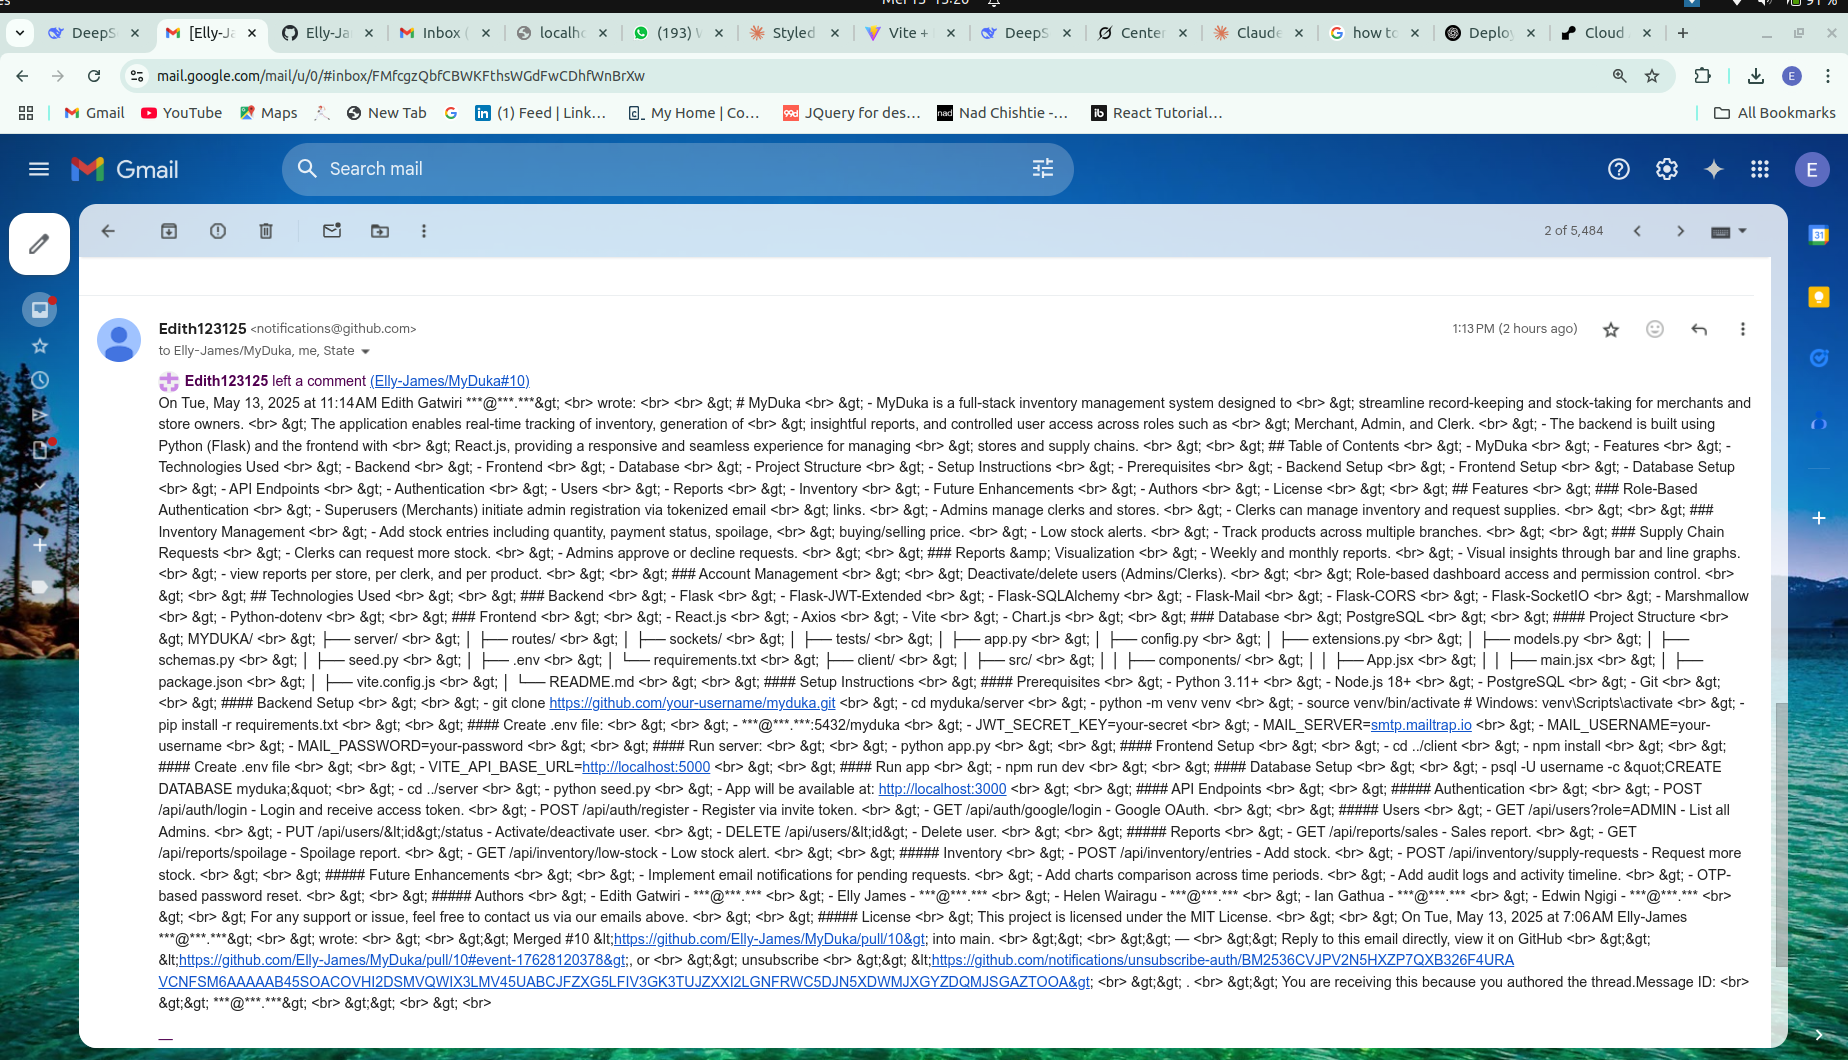 DeepS
[Elly-Ja
Elly-Ja
Inbox (
localho
(193) W
Styled
Vite +
DeepS
Center
Claude
how to
Deploy
Cloud
mail.google.com/mail/u/0/#inbox/FMfcgzQbfCBWKFthsWGdFwCDhfWnBrXw
E
Gmail
YouTube
Maps
New Tab
(1) Feed | Link...
My Home | Co...
JQuery for des...
Nad Chishtie -...
React Tutorial...
All Bookmarks
Gmail
Search mail
E
2 of 5,484
Edith123125 <notifications@github.com>
1:13 PM (2 hours ago)
to Elly-James/MyDuka, me, State
Edith123125 left a comment (Elly-James/MyDuka#10)
On Tue, May 13, 2025 at 11:14 AM Edith Gatwiri ***@***.***&gt; <br> wrote: <br> <br> &gt; # MyDuka <br> &gt; - MyDuka is a full-stack inventory management system designed to <br> &gt; streamline record-keeping and stock-taking for merchants and
store owners. <br> &gt; The application enables real-time tracking of inventory, generation of <br> &gt; insightful reports, and controlled user access across roles such as <br> &gt; Merchant, Admin, and Clerk. <br> &gt; - The backend is built using
Python (Flask) and the frontend with <br> &gt; React.js, providing a responsive and seamless experience for managing <br> &gt; stores and supply chains. <br> &gt; <br> &gt; ## Table of Contents <br> &gt; - MyDuka <br> &gt; - Features <br> &gt; -
Technologies Used <br> &gt; - Backend <br> &gt; - Frontend <br> &gt; - Database <br> &gt; - Project Structure <br> &gt; - Setup Instructions <br> &gt; - Prerequisites <br> &gt; - Backend Setup <br> &gt; - Frontend Setup <br> &gt; - Database Setup
<br> &gt; - API Endpoints <br> &gt; - Authentication <br> &gt; - Users <br> &gt; - Reports <br> &gt; - Inventory <br> &gt; - Future Enhancements <br> &gt; - Authors <br> &gt; - License <br> &gt; <br> &gt; ## Features <br> &gt; ### Role-Based
Authentication <br> &gt; - Superusers (Merchants) initiate admin registration via tokenized email <br> &gt; links. <br> &gt; - Admins manage clerks and stores. <br> &gt; - Clerks can manage inventory and request supplies. <br> &gt; <br> &gt; ###
Inventory Management <br> &gt; - Add stock entries including quantity, payment status, spoilage, <br> &gt; buying/selling price. <br> &gt; - Low stock alerts. <br> &gt; - Track products across multiple branches. <br> &gt; <br> &gt; ### Supply Chain
Requests <br> &gt; - Clerks can request more stock. <br> &gt; - Admins approve or decline requests. <br> &gt; <br> &gt; ### Reports &amp; Visualization <br> &gt; - Weekly and monthly reports. <br> &gt; - Visual insights through bar and line graphs.
<br> &gt; - view reports per store, per clerk, and per product. <br> &gt; <br> &gt; ### Account Management <br> &gt; <br> &gt; Deactivate/delete users (Admins/Clerks). <br> &gt; <br> &gt; Role-based dashboard access and permission control. <br>
&gt; <br> &gt; ## Technologies Used <br> &gt; <br> &gt; ### Backend <br> &gt; - Flask <br> &gt; - Flask-JWT-Extended <br> &gt; - Flask-SQLAlchemy <br> &gt; - Flask-Mail <br> &gt; - Flask-CORS <br> &gt; - Flask-SocketIO <br> &gt; - Marshmallow
<br> &gt; - Python-dotenv <br> &gt; <br> &gt; ### Frontend <br> &gt; <br> &gt; - React.js <br> &gt; - Axios <br> &gt; - Vite <br> &gt; - Chart.js <br> &gt; <br> &gt; ### Database <br> &gt; PostgreSQL <br> &gt; <br> &gt; #### Project Structure <br>
&gt; MYDUKA/ <br> &gt; ├── server/ <br> &gt; │ ├── routes/ <br> &gt; │ ├── sockets/ <br> &gt; │ ├── tests/ <br> &gt; │ ├── app.py <br> &gt; │ ├── config.py <br> &gt; │ ├── extensions.py <br> &gt; │ ├── models.py <br> &gt; │ ├──
schemas.py <br> &gt; │ ├── seed.py <br> &gt; │ ├── .env <br> &gt; │ └── requirements.txt <br> &gt; ├── client/ <br> &gt; │ ├── src/ <br> &gt; │ │ ├── components/ <br> &gt; │ │ ├── App.jsx <br> &gt; │ │ ├── main.jsx <br> &gt; │ ├──
package.json <br> &gt; │ ├── vite.config.js <br> &gt; │ └── README.md <br> &gt; <br> &gt; #### Setup Instructions <br> &gt; #### Prerequisites <br> &gt; - Python 3.11+ <br> &gt; - Node.js 18+ <br> &gt; - PostgreSQL <br> &gt; - Git <br> &gt;
<br> &gt; #### Backend Setup <br> &gt; <br> &gt; - git clone https://github.com/your-username/myduka.git <br> &gt; - cd myduka/server <br> &gt; - python -m venv venv <br> &gt; - source venv/bin/activate # Windows: venv\Scripts\activate <br> &gt; -
pip install -r requirements.txt <br> &gt; <br> &gt; #### Create .env file: <br> &gt; <br> &gt; - ***@***.***:5432/myduka <br> &gt; - JWT_SECRET_KEY=your-secret <br> &gt; - MAIL_SERVER=smtp.mailtrap.io <br> &gt; - MAIL_USERNAME=your-
username <br> &gt; - MAIL_PASSWORD=your-password <br> &gt; <br> &gt; #### Run server: <br> &gt; <br> &gt; - python app.py <br> &gt; <br> &gt; #### Frontend Setup <br> &gt; <br> &gt; - cd ../client <br> &gt; - npm install <br> &gt; <br> &gt;
#### Create .env file <br> &gt; <br> &gt; - VITE_API_BASE_URL=http://localhost:5000 <br> &gt; <br> &gt; #### Run app <br> &gt; - npm run dev <br> &gt; <br> &gt; #### Database Setup <br> &gt; <br> &gt; - psql -U username -c &quot;CREATE
DATABASE myduka;&quot; <br> &gt; - cd ../server <br> &gt; - python seed.py <br> &gt; - App will be available at: http://localhost:3000 <br> &gt; <br> &gt; #### API Endpoints <br> &gt; <br> &gt; ##### Authentication <br> &gt; <br> &gt; - POST
/api/auth/login - Login and receive access token. <br> &gt; - POST /api/auth/register - Register via invite token. <br> &gt; - GET /api/auth/google/login - Google OAuth. <br> &gt; <br> &gt; ##### Users <br> &gt; - GET /api/users?role=ADMIN - List all
Admins. <br> &gt; - PUT /api/users/&lt;id&gt;/status - Activate/deactivate user. <br> &gt; - DELETE /api/users/&lt;id&gt; - Delete user. <br> &gt; <br> &gt; ##### Reports <br> &gt; - GET /api/reports/sales - Sales report. <br> &gt; - GET
/api/reports/spoilage - Spoilage report. <br> &gt; - GET /api/inventory/low-stock - Low stock alert. <br> &gt; <br> &gt; ##### Inventory <br> &gt; - POST /api/inventory/entries - Add stock. <br> &gt; - POST /api/inventory/supply-requests - Request more
stock. <br> &gt; <br> &gt; ##### Future Enhancements <br> &gt; <br> &gt; - Implement email notifications for pending requests. <br> &gt; - Add charts comparison across time periods. <br> &gt; - Add audit logs and activity timeline. <br> &gt; - OTP-
based password reset. <br> &gt; <br> &gt; ##### Authors <br> &gt; - Edith Gatwiri - ***@***.*** <br> &gt; - Elly James - ***@***.*** <br> &gt; - Helen Wairagu - ***@***.*** <br> &gt; - Ian Gathua - ***@***.*** <br> &gt; - Edwin Ngigi - ***@***.*** <br>
&gt; <br> &gt; For any support or issue, feel free to contact us via our emails above. <br> &gt; <br> &gt; ##### License <br> &gt; This project is licensed under the MIT License. <br> &gt; <br> &gt; On Tue, May 13, 2025 at 7:06 AM Elly-James
***@***.***&gt; <br> &gt; wrote: <br> &gt; <br> &gt;&gt; Merged #10 &lt;https://github.com/Elly-James/MyDuka/pull/10&gt; into main. <br> &gt;&gt; <br> &gt;&gt; — <br> &gt;&gt; Reply to this email directly, view it on GitHub <br> &gt;&gt;
&lt;https://github.com/Elly-James/MyDuka/pull/10#event-17628120378&gt;, or <br> &gt;&gt; unsubscribe <br> &gt;&gt; &lt;https://github.com/notifications/unsubscribe-auth/BM2536CVJPV2N5HXZP7QXB326F4URA
VCNFSM6AAAAAB45SOACOVHI2DSMVQWIX3LMV45UABCJFZXG5LFIV3GK3TUJZXXI2LGNFRWC5DJN5XDWMJXGYZDQMJSGAZTOOA&gt; <br> &gt;&gt; . <br> &gt;&gt; You are receiving this because you authored the thread.Message ID: <br>
&gt;&gt; ***@***.***&gt; <br> &gt;&gt; <br> &gt; <br>
—